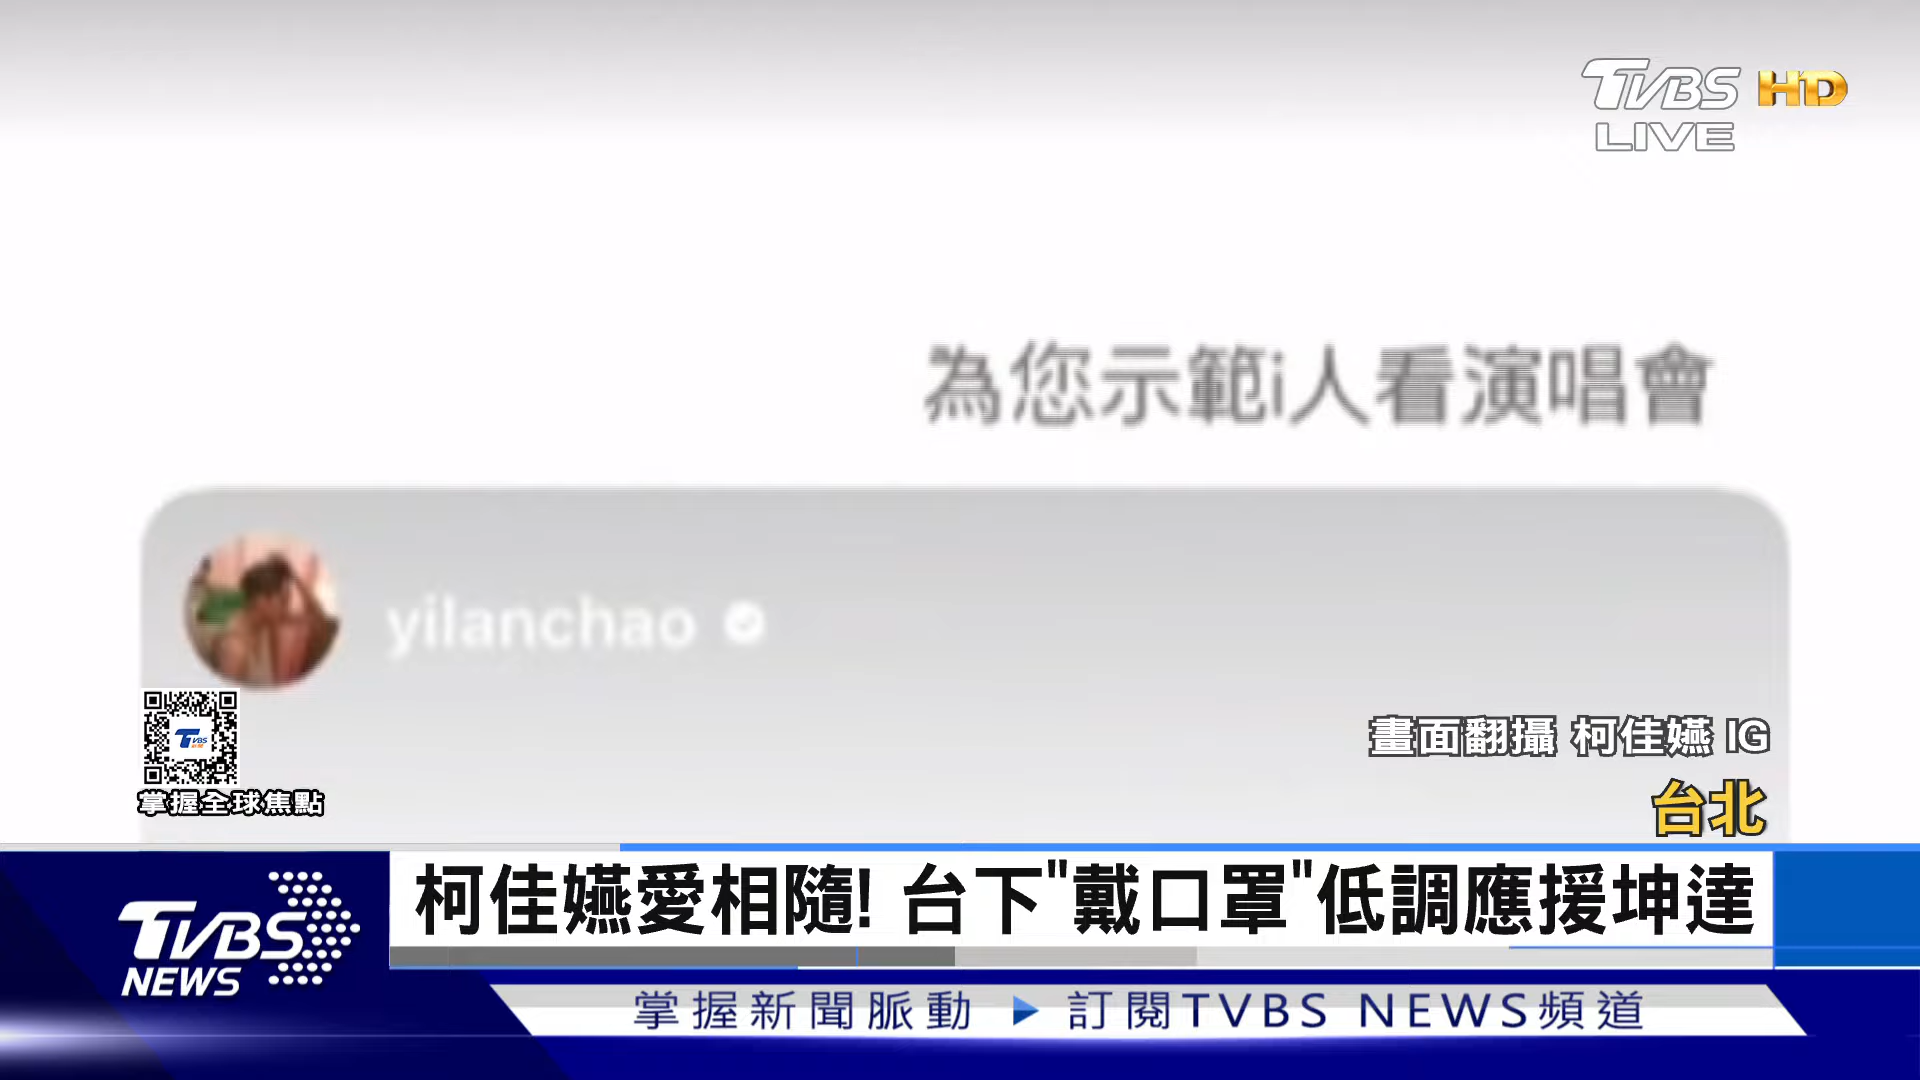 TVBS HD
LIVE
為您示範i人看演唱會
yilanchao
TVBS
畫面翻攝 柯佳嬿 IG
掌握全球焦點
台北
柯佳嬿愛相隨! 台下"戴口罩"低調應援坤達
TVBS
NEWS
掌握新聞脈動 ▶ 訂閱TVBS NEWS頻道